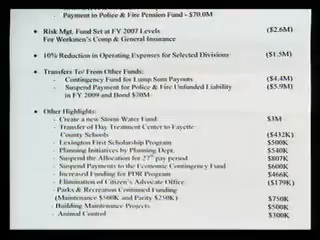 - Payment to Police & Fire Pension Fund - $70.0M
• Risk Mgt. Fund Set at FY 2007 Levels ($2.6M)
For Workmen's Comp & General Insurance
• 10% Reduction in Operating Expenses for Selected Divisions ($1.5M)
• Transfers To/ From Other Funds:
- Contingency Fund for Lump Sum Payouts ($4.4M)
- Suspend Payment for Police & Fire Unfunded Liability ($5.9M)
in FY 2009 and Bond $70M
• Other Highlights:
- Create a new Storm Water Fund $3M
- Transfer of Day Treatment Center to Fayette
County Schools ($432K)
- Lexington First Scholarship Program $500K
- Planning Initiatives by Planning Dept. $540K
- Suspend the Allocation for 27th pay period $807K
- Suspend Payments to the Economic Contingency Fund $600K
- Increased Funding for PDR Program $466K
- Elimination of Citizen's Advocate Office ($179K)
- Parks & Recreation Continued Funding
(Maintenance $500K and Parity $250K) $750K
- Building Maintenance Projects $500K
- Animal Control $300K